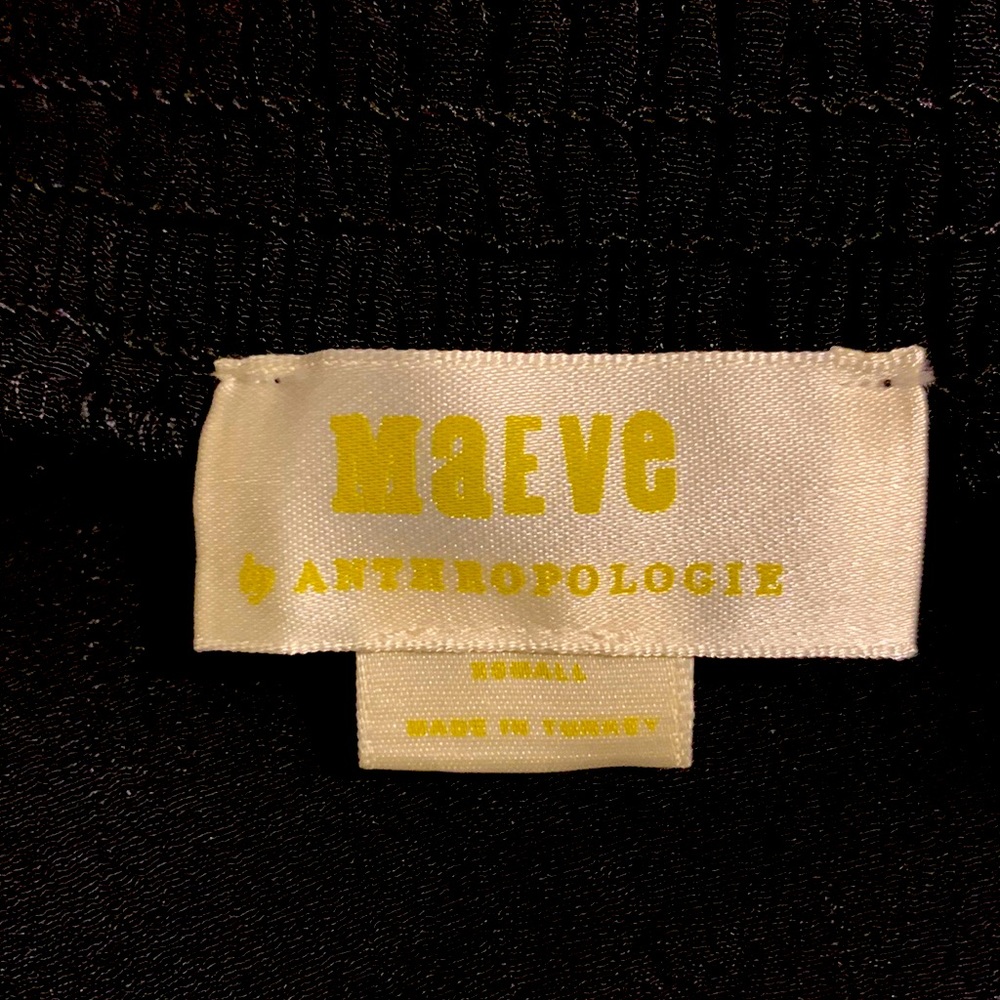 MaEVe
by ANTHROPOLOGIE
XSMALL
MADE IN TURKEY